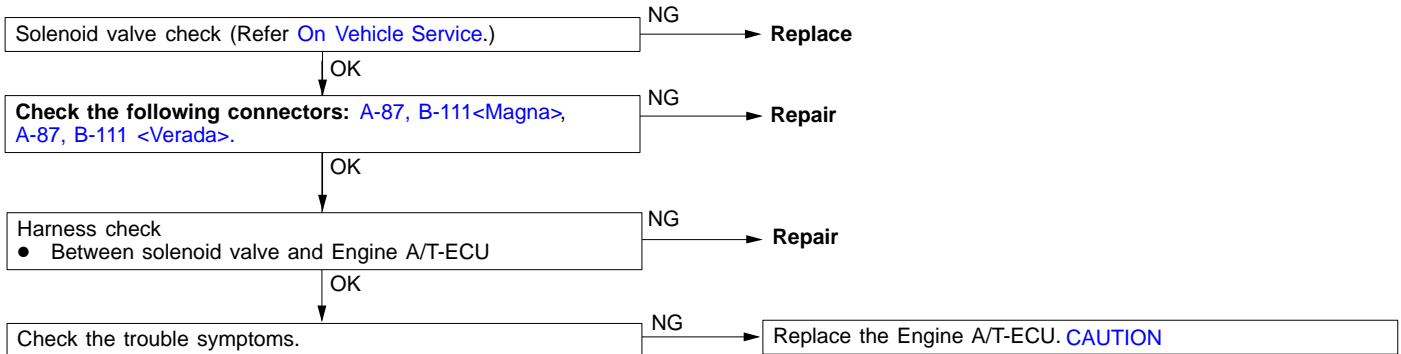 Solenoid valve check (Refer On Vehicle Service.)
NG
Replace
OK
Check the following connectors: A-87, B-111<Magna>,
A-87, B-111 <Verada>.
NG
Repair
OK
Harness check
● Between solenoid valve and Engine A/T-ECU
NG
Repair
OK
Check the trouble symptoms.
NG
Replace the Engine A/T-ECU. CAUTION